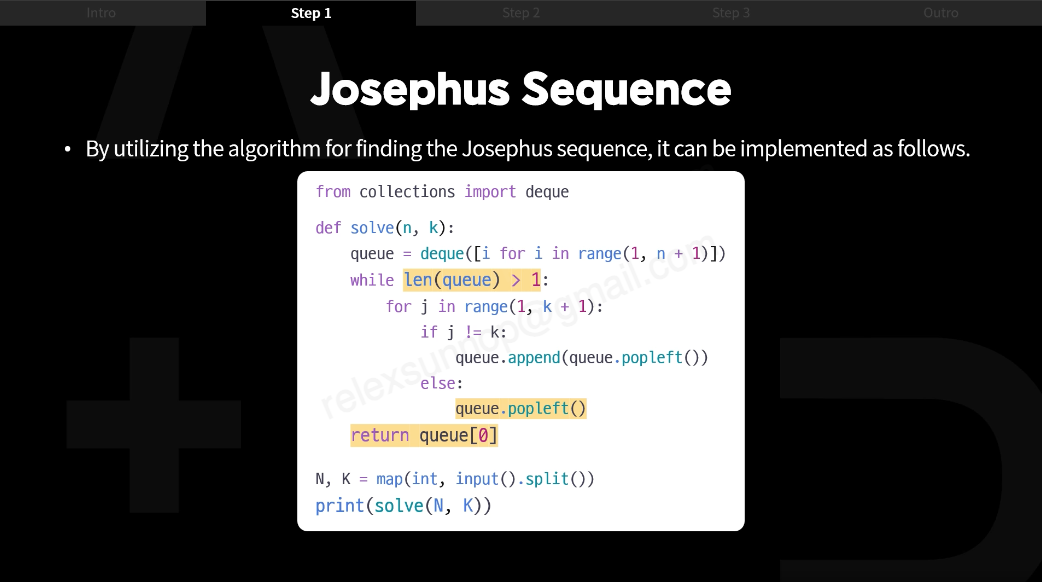 Intro
Step 1
Step 2
Step 3
Outro
Josephus Sequence
• By utilizing the algorithm for finding the Josephus sequence, it can be implemented as follows.
from collections import deque
def solve(n, k):
    queue = deque([i for i in range(1, n + 1)])
    while len(queue) > 1:
        for j in range(1, k + 1):
            if j != k:
                queue.append(queue.popleft())
            else:
                queue.popleft()
    return queue[0]
N, K = map(int, input().split())
print(solve(N, K))